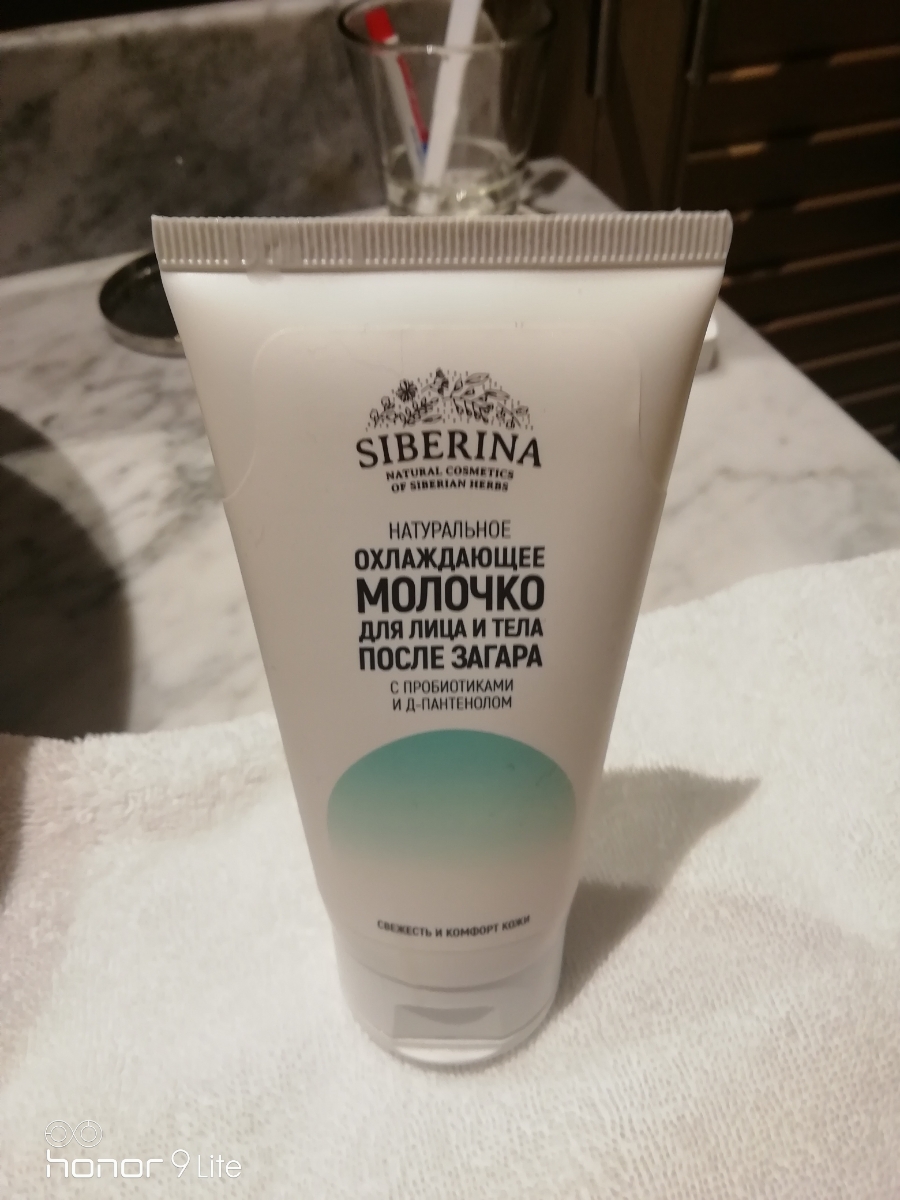 SIBERINA
NATURAL COSMETICS
OF SIBERIAN HERBS
НАТУРАЛЬНОЕ
ОХЛАЖДАЮЩЕЕ
МОЛОЧКО
ДЛЯ ЛИЦА И ТЕЛА
ПОСЛЕ ЗАГАРА
С ПРОБИОТИКАМИ
И Д-ПАНТЕНОЛОМ
СВЕЖЕСТЬ И КОМФОРТ КОЖИ
honor 9 Lite